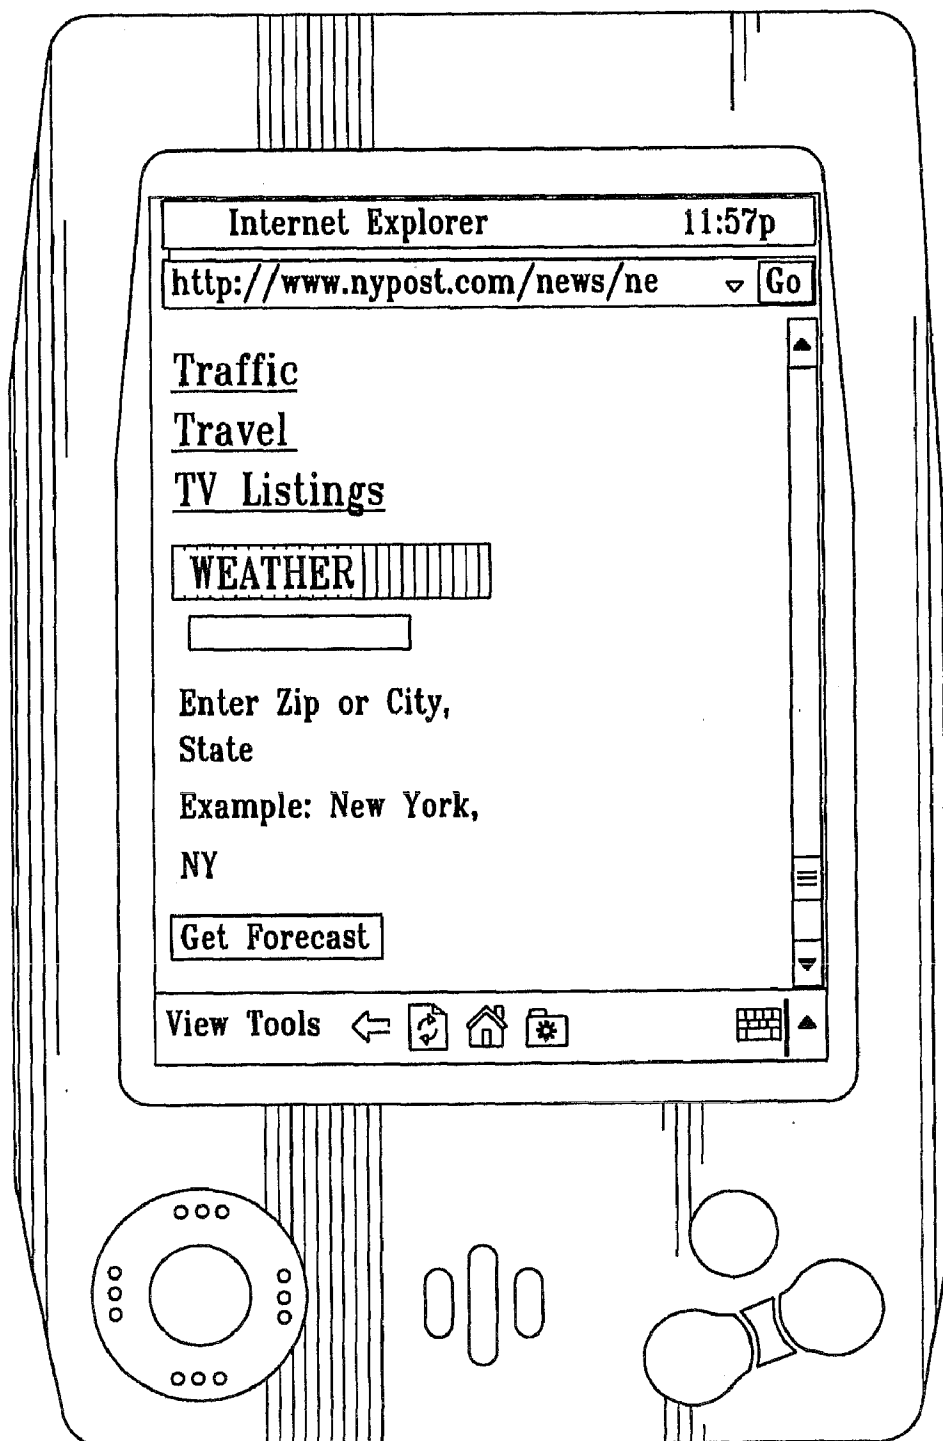 Internet Explorer 11:57p
http://www.nypost.com/news/ne Go
Traffic
Travel
TV Listings
WEATHER
Enter Zip or City,
State
Example: New York,
NY
Get Forecast
View Tools